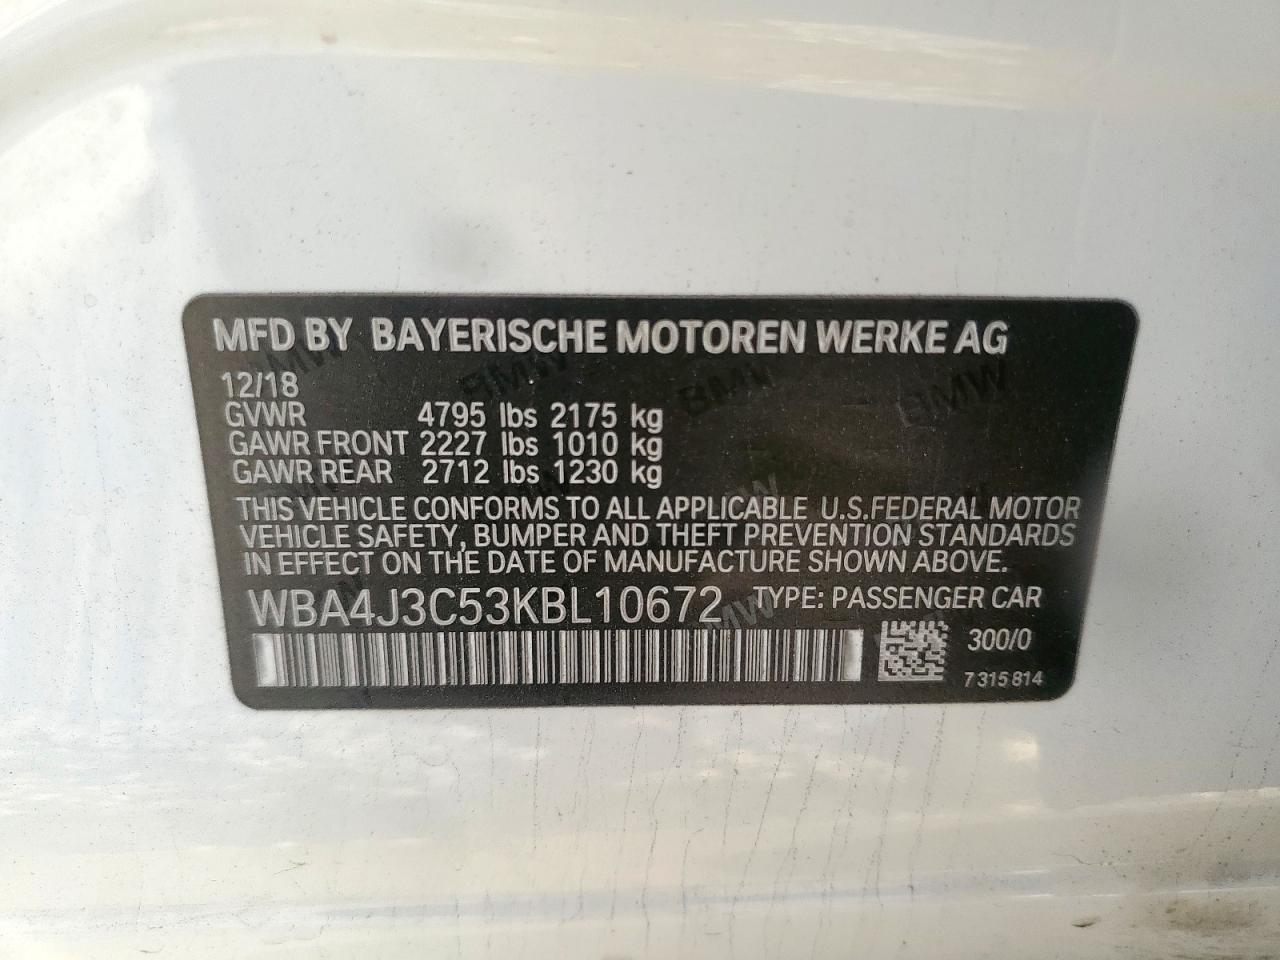 MFD BY BAYERISCHE MOTOREN WERKE AG
12/18
GVWR 4795 lbs 2175 kg
GAWR FRONT 2227 lbs 1010 kg
GAWR REAR 2712 lbs 1230 kg
THIS VEHICLE CONFORMS TO ALL APPLICABLE U.S.FEDERAL MOTOR
VEHICLE SAFETY, BUMPER AND THEFT PREVENTION STANDARDS
IN EFFECT ON THE DATE OF MANUFACTURE SHOWN ABOVE.
WBA4J3C53KBL10672 TYPE: PASSENGER CAR
300/0
7 315 814